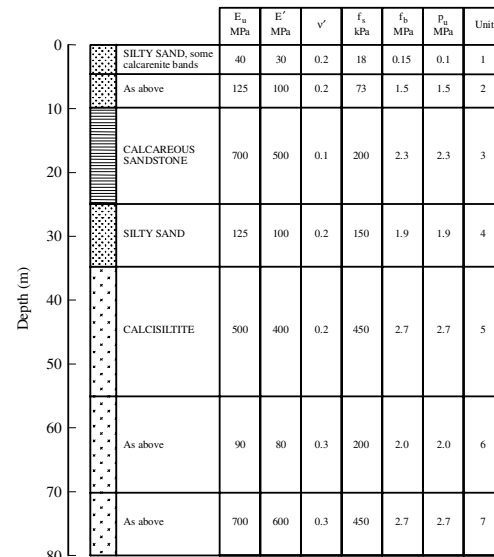 E_u MPa E′ MPa ν′ f_s kPa f_b MPa p_u MPa Unit
0
SILTY SAND, some calcarenite bands 40 30 0.2 18 0.15 0.1 1
As above 125 100 0.2 73 1.5 1.5 2
10
CALCAREOUS SANDSTONE 700 500 0.1 200 2.3 2.3 3
20
SILTY SAND 125 100 0.2 150 1.9 1.9 4
30
Depth (m)
40
CALCISILTITE 500 400 0.2 450 2.7 2.7 5
50
60
As above 90 80 0.3 200 2.0 2.0 6
70
As above 700 600 0.3 450 2.7 2.7 7
80